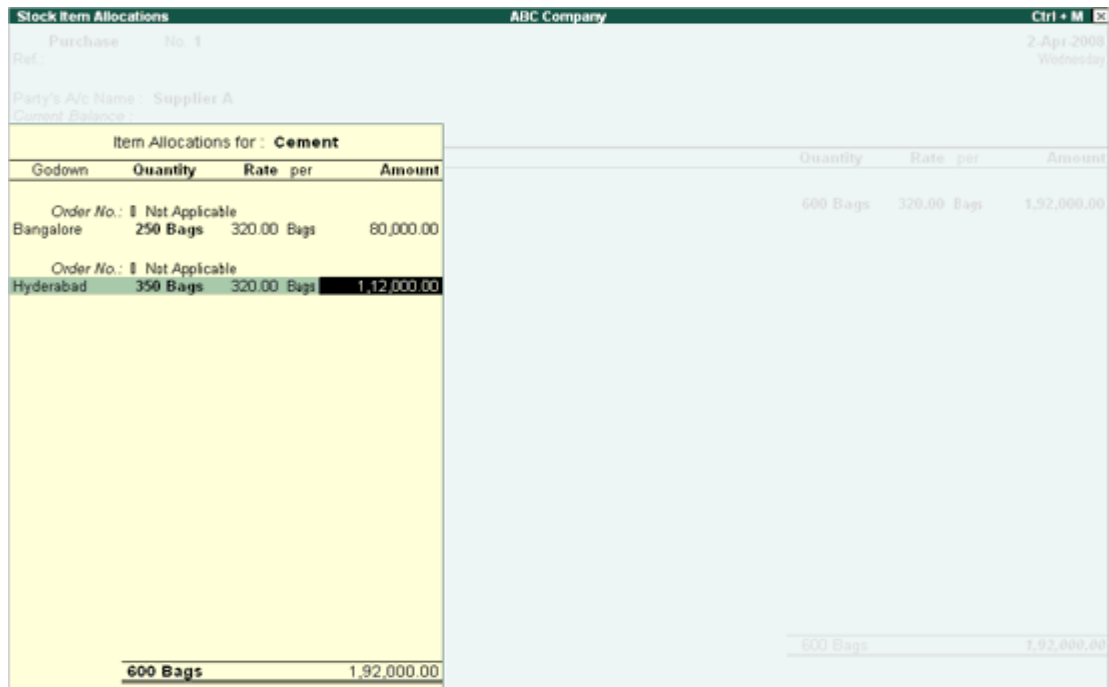 Stock Item Allocations ABC Company Ctrl + M
Purchase No. 1 2-Apr-2008
Ref.: Wednesday
Party's A/c Name : Supplier A
Current Balance :
Item Allocations for : Cement
Godown Quantity Rate per Amount
Quantity Rate per Amount
Order No.: Not Applicable
600 Bags 320.00 Bags 1,92,000.00
Bangalore 250 Bags 320.00 Bags 80,000.00
Order No.: Not Applicable
Hyderabad 350 Bags 320.00 Bags 1,12,000.00
600 Bags 1,92,000.00
600 Bags 1,92,000.00